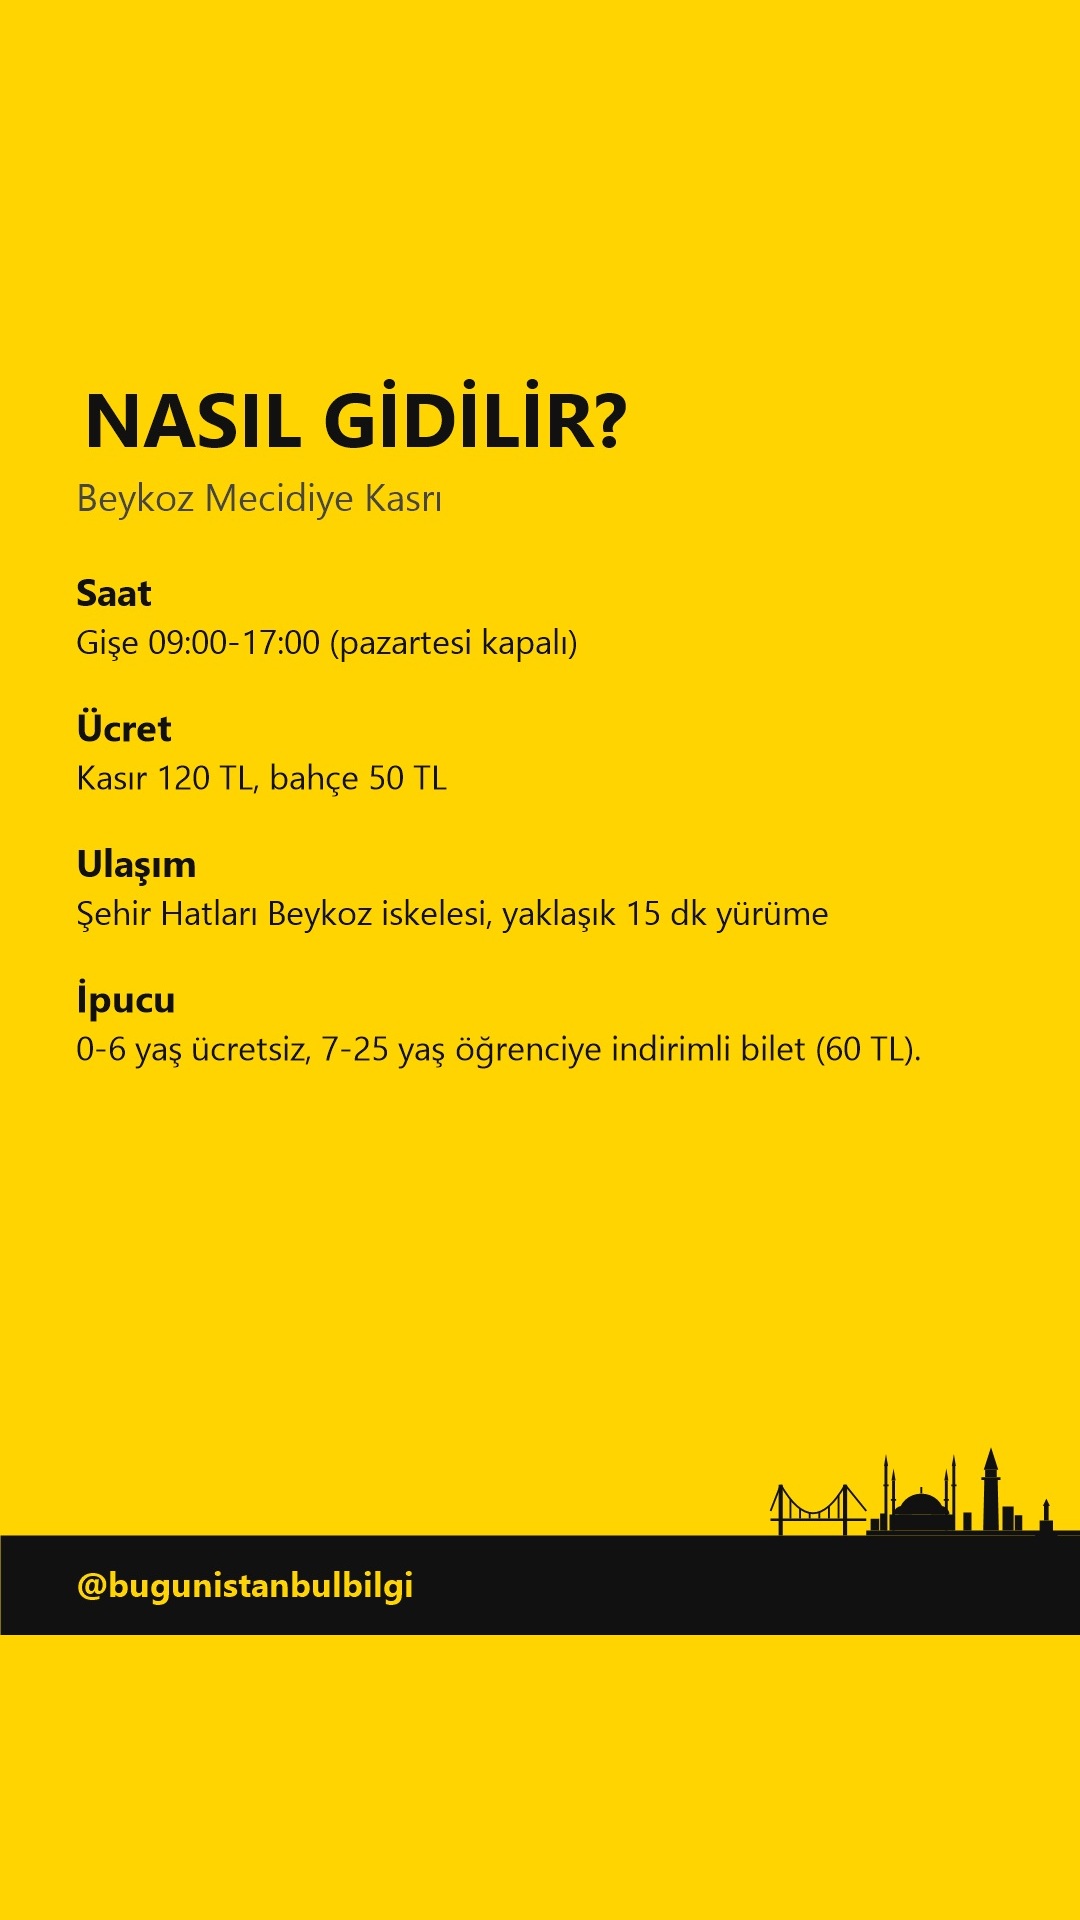 NASIL GİDİLİR?
Beykoz Mecidiye Kasrı
Saat
Gişe 09:00-17:00 (pazartesi kapalı)
Ücret
Kasır 120 TL, bahçe 50 TL
Ulaşım
Şehir Hatları Beykoz iskelesi, yaklaşık 15 dk yürüme
İpucu
0-6 yaş ücretsiz, 7-25 yaş öğrenciye indirimli bilet (60 TL).
@bugunistanbulbilgi